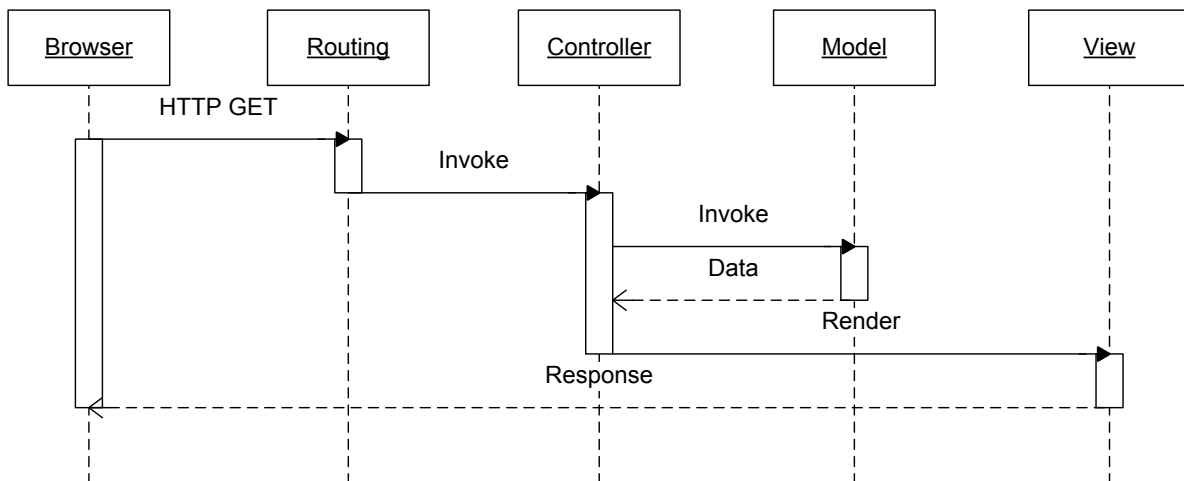 Browser
Routing
Controller
Model
View
HTTP GET
Invoke
Invoke
Data
Render
Response